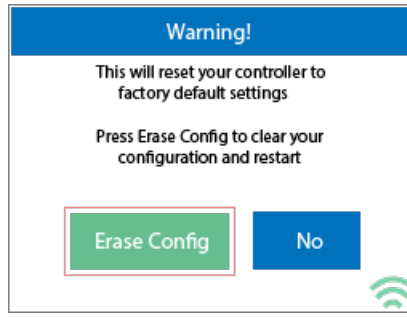 Warning!
This will reset your controller to
factory default settings
Press Erase Config to clear your
configuration and restart
Erase Config
No